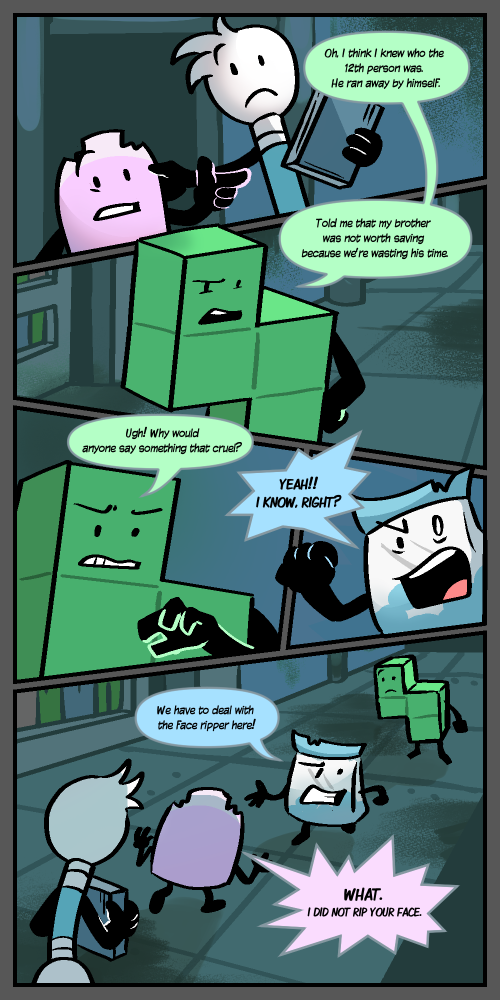 Oh, I think I knew who the
12th person was.
He ran away by himself.
Told me that my brother
was not worth saving
because we're wasting his time.
Ugh! Why would
anyone say something that cruel?
YEAH!!
I KNOW, RIGHT?
We have to deal with
the Face ripper here!
WHAT.
I DID NOT RIP YOUR FACE.